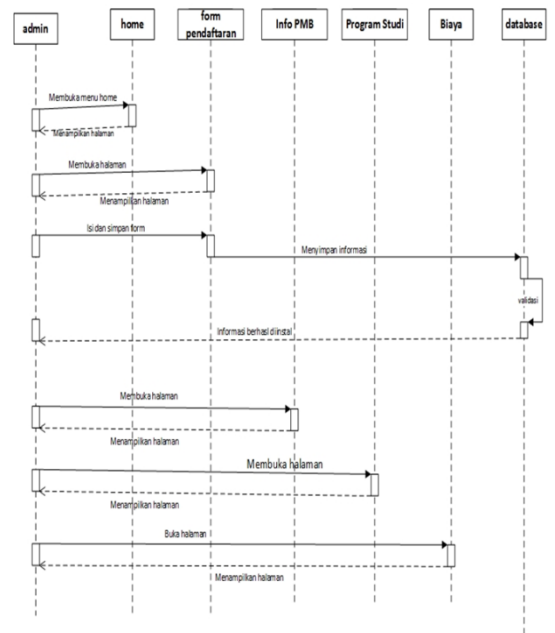 admin
home
form
pendaftaran
Info PMB
Program Studi
Biaya
database
Membuka menu home
Menampilkan halaman
Membuka halaman
Menampilkan halaman
Isi dan simpan form
Menyimpan informasi
validasi
Informasi berhasl diinstal
Membuka halaman
Menampilkan halaman
Membuka halaman
Menampilkan halaman
Buka halaman
Menampilkan halaman